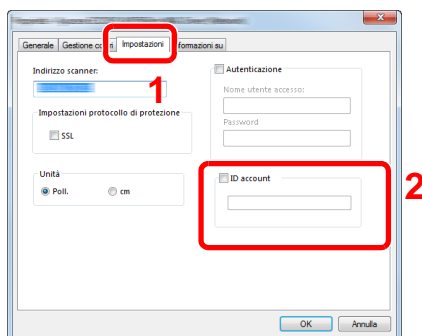 Generale
Gestione
Impostazioni
formazioni su
1
Indirizzo scanner:
Impostazioni protocollo di protezione
SSL
Unità
Poll.
cm
Autenticazione
Nome utente accesso:
Password
ID account
2
OK
Annulla